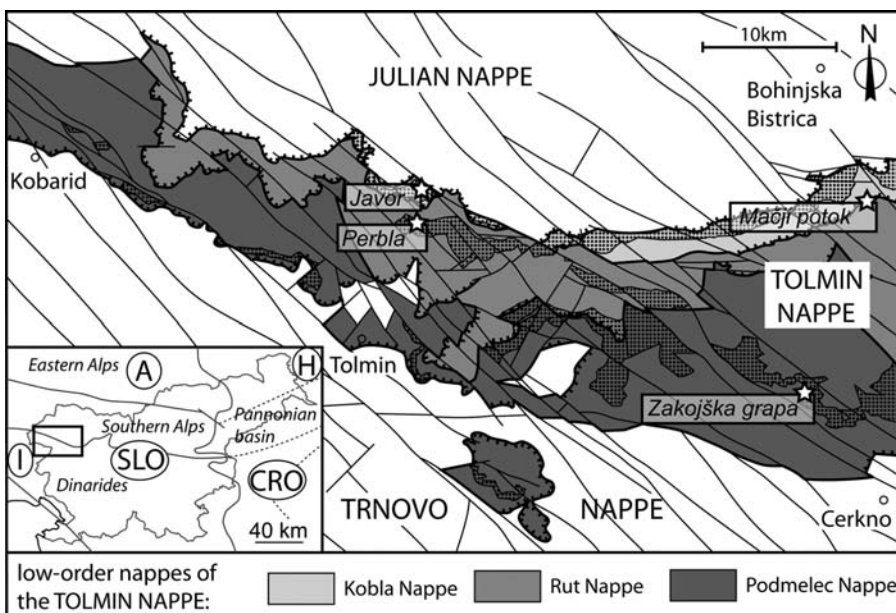 10km
N
JULIAN NAPPE
Bohinjska
Bistrica
Kobarid
Javor
Mačji potok
Perbla
TOLMIN
NAPPE
Tolmin
Zakojška grapa
Eastern Alps
A
H
Southern Alps
Pannonian
basin
I
SLO
Dinarides
CRO
40 km
TRNOVO NAPPE
Cerkno
low-order nappes of
the TOLMIN NAPPE:
Kobla Nappe
Rut Nappe
Podmelec Nappe